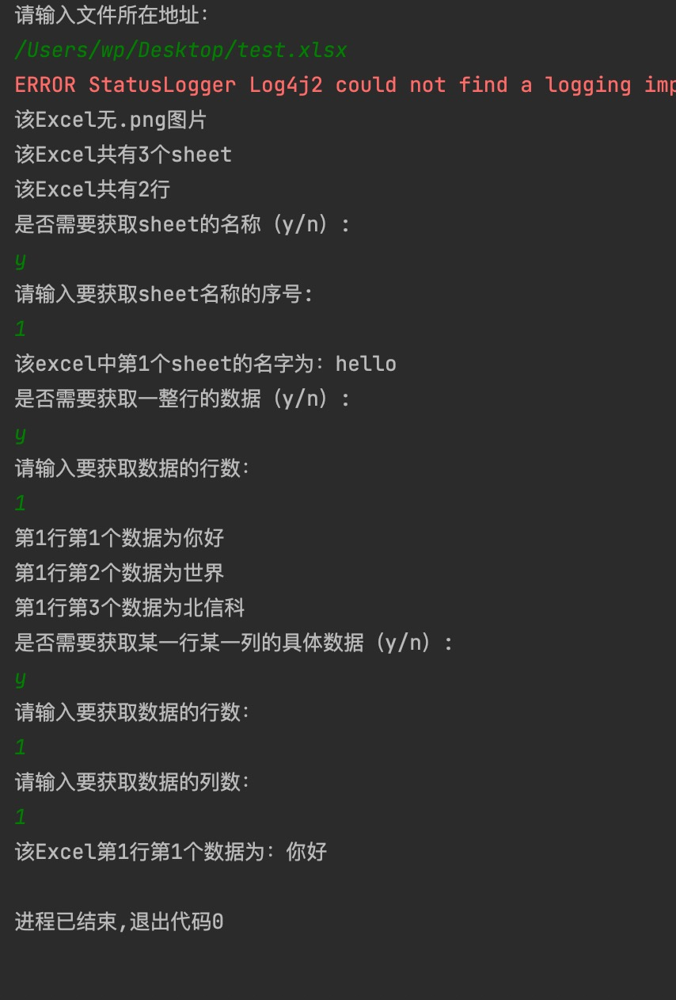 请输入文件所在地址：
/Users/wp/Desktop/test.xlsx
ERROR StatusLogger Log4j2 could not find a logging imp
该Excel无.png图片
该Excel共有3个sheet
该Excel共有2行
是否需要获取sheet的名称（y/n）：
y
请输入要获取sheet名称的序号：
1
该excel中第1个sheet的名字为：hello
是否需要获取一整行的数据（y/n）：
y
请输入要获取数据的行数：
1
第1行第1个数据为你好
第1行第2个数据为世界
第1行第3个数据为北信科
是否需要获取某一行某一列的具体数据（y/n）：
y
请输入要获取数据的行数：
1
请输入要获取数据的列数：
1
该Excel第1行第1个数据为：你好
进程已结束,退出代码0